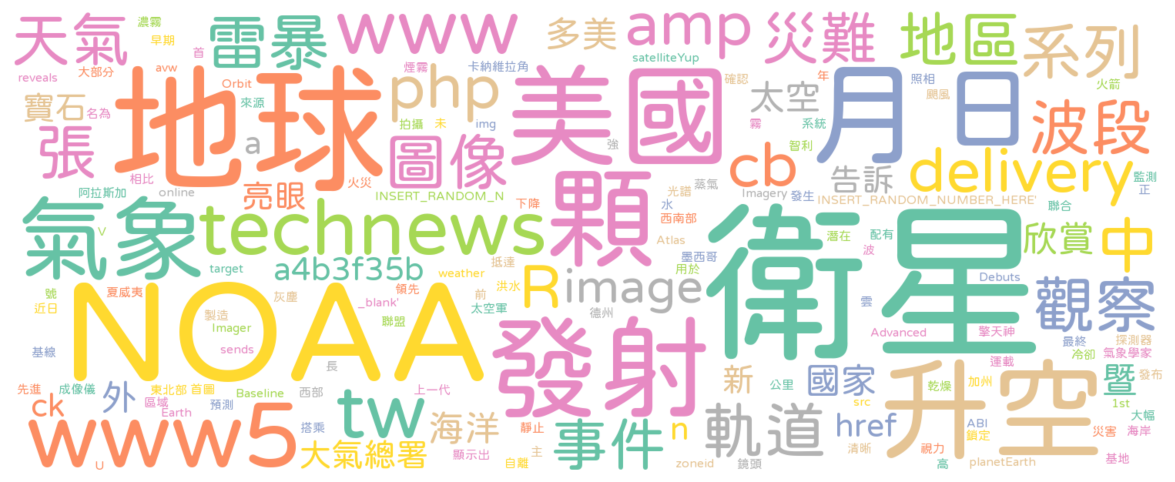 天氣
濃霧
早期
首
雷暴
www
多美
amp
災難
地區
系列
reveals
大部分
avw
Orbit
煙霧
卡納維拉角
satelliteYup
確認
年
照相
颶風
火箭
寶石
名為
地球
來源
php
拍攝
未
img
美國
太空
霧
系統
月
日
波段
張
a
圖像
強
智利
cb
告訴
delivery
監測
正
相比
阿拉斯加
online
亮眼
火災
INSERT_RANDOM_N
下降
顆
光譜
蒸氣
水
Imagery
發生
INSERT_RANDOM_NUMBER_HERE'
聯合
西南部
氣象
V
technews
Atlas
衛星
潛在
配有
波
欣賞
中
target
a4b3f35b
weather
抵達
墨西哥
用於
號
近日
夏威夷
灰塵
_blank'
領先
前
洪水
R
image
德州
雲
Debuts
觀察
NOAA
製造
Imager
sends
聯盟
太空軍
發射
Advanced
擎天神
最終
探測器
冷卻
氣象學家
基線
長
運載
先進
成像儀
東北部
首圖
Baseline
西部
上一代
新
公里
國家
乾燥
加州
升空
暨
發布
ck
外
區域
Earth
預測
搭乘
tw
海洋
靜止
事件
n
軌道
src
href
ABI
鎖定
1st
大幅
災害
海岸
www5
U
大氣總署
顯示出
自離
主
zoneid
鏡頭
清晰
視力
高
planetEarth
基地